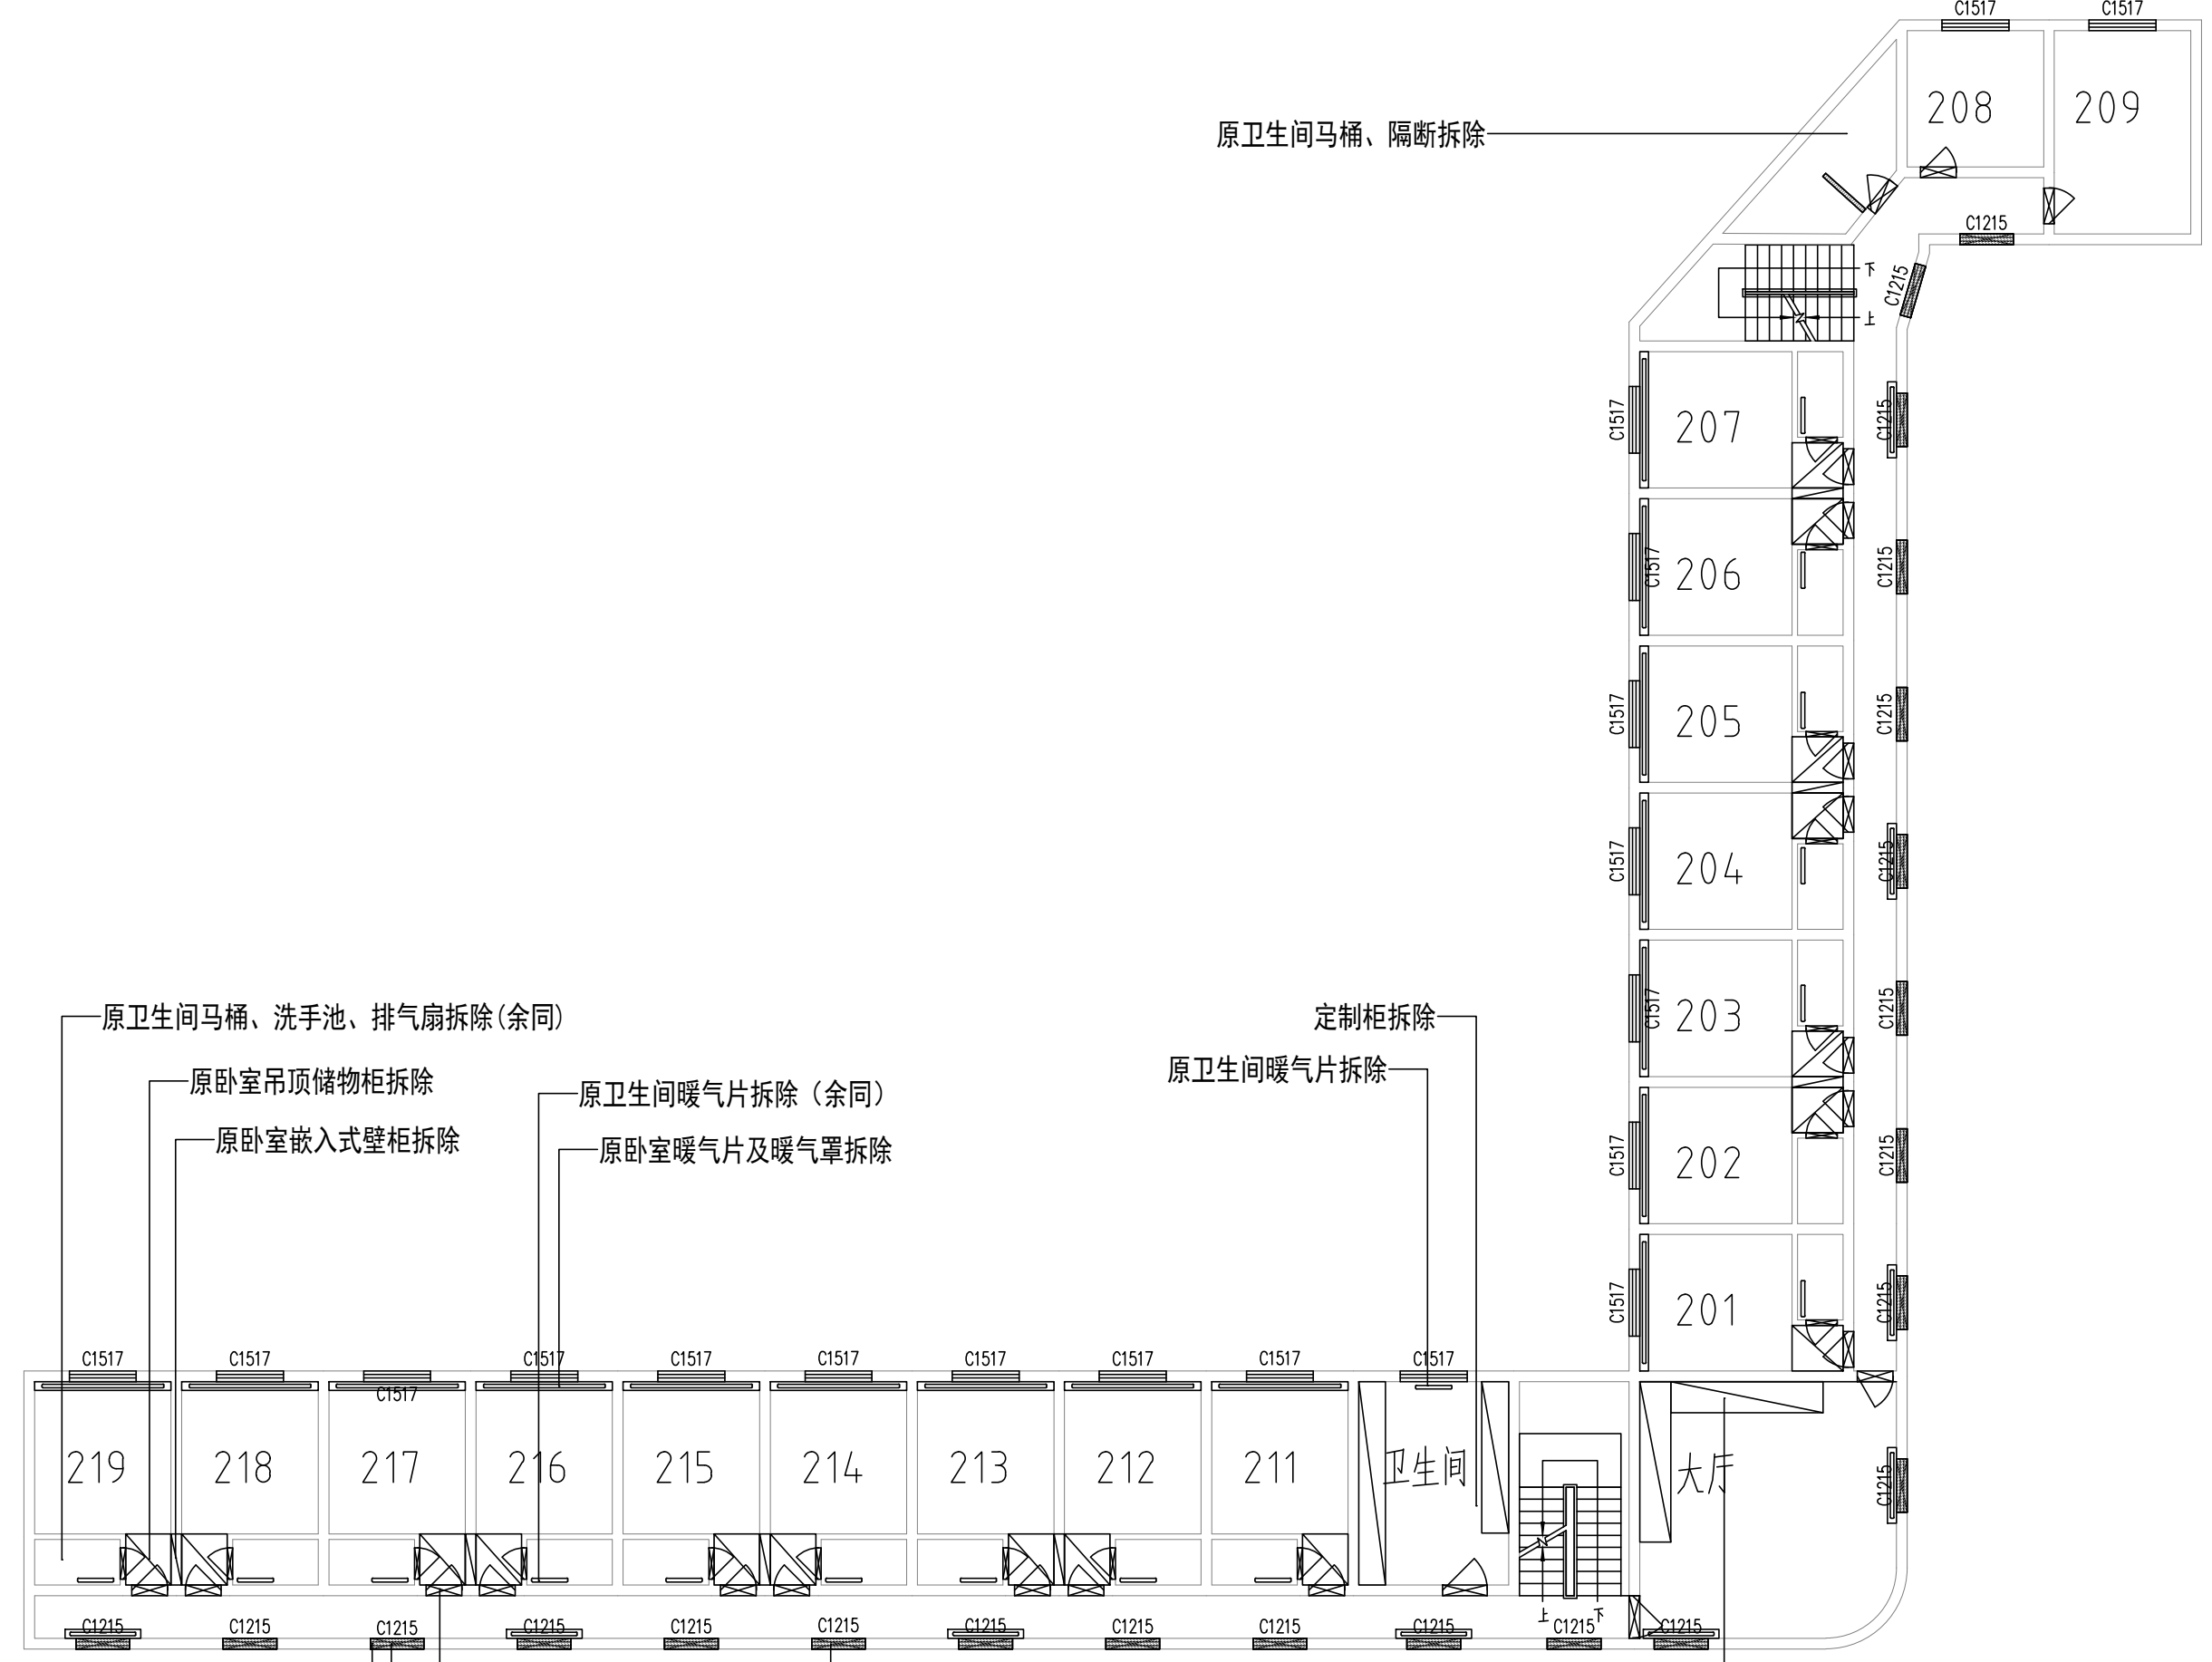 C1517 C1517
208 209
原卫生间马桶、隔断拆除
C1215
下
C1215
上
C1517 207 C1215
C1517 206 C1215
C1517 205 C1215
C1517 204 C1215
C1517 203 C1215
原卫生间马桶、洗手池、排气扇拆除(余同)
定制柜拆除
原卫生间暖气片拆除
原卧室吊顶储物柜拆除
原卫生间暖气片拆除（余同）
原卧室嵌入式壁柜拆除
原卧室暖气片及暖气罩拆除
C1517 202 C1215
C1517 201 C1215
C1517 C1517 C1517 C1517 C1517 C1517 C1517 C1517 C1517 C1517
219 218 217 216 215 214 213 212 211 卫生间 大厅
C1215
上 下
C1215 C1215 C1215 C1215 C1215 C1215 C1215 C1215 C1215 C1215 C1215 C1215